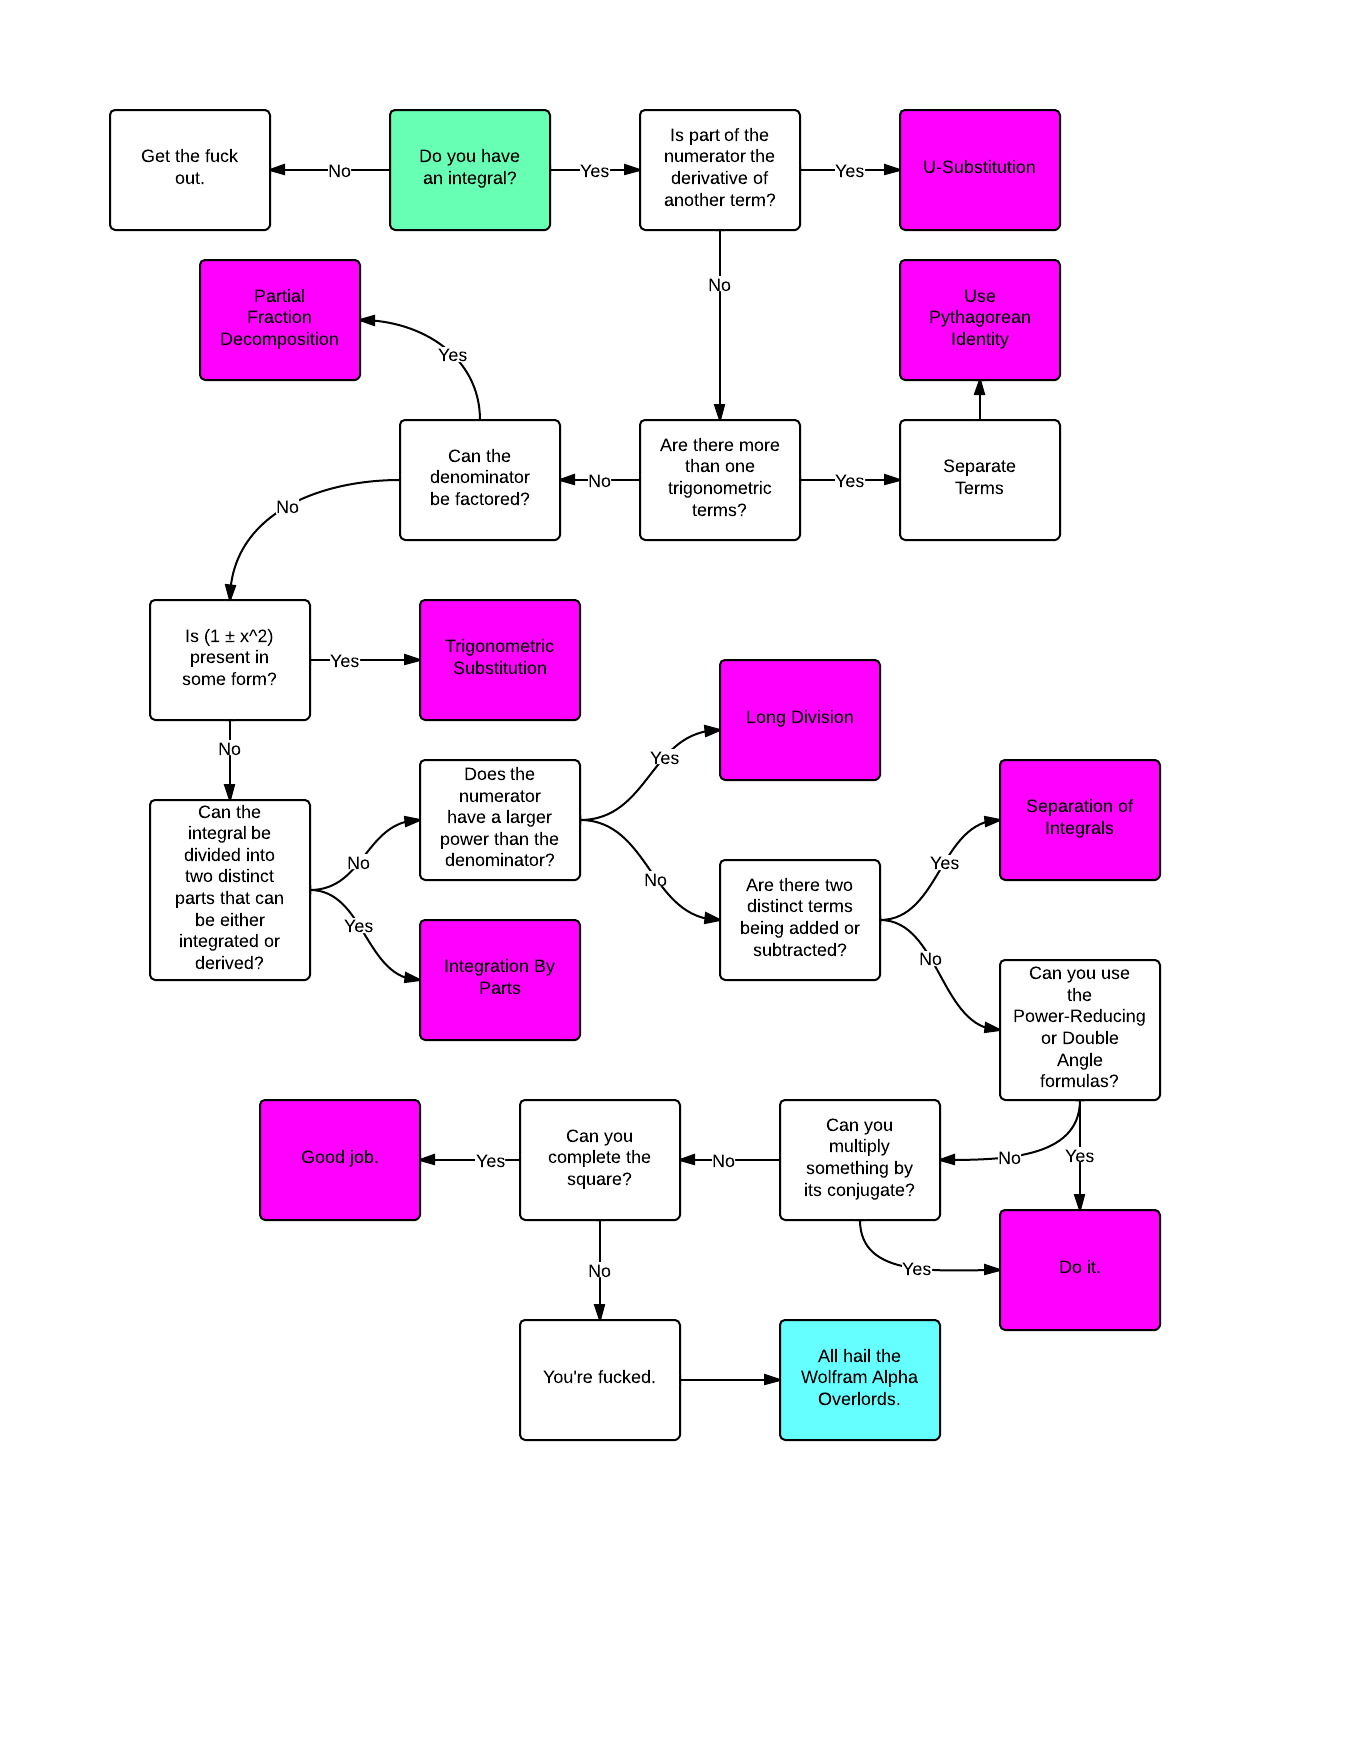 Get the fuck
out.
No
Do you have
an integral?
Yes
Is part of the
numerator the
derivative of
another term?
Yes
U-Substitution
No
Partial
Fraction
Decomposition
Yes
Use
Pythagorean
Identity
Can the
denominator
be factored?
No
Are there more
than one
trigonometric
terms?
Yes
Separate
Terms
No
Is (1 ± x^2)
present in
some form?
Yes
Trigonometric
Substitution
No
Long Division
Yes
Can the
integral be
divided into
two distinct
parts that can
be either
integrated or
derived?
No
Yes
Does the
numerator
have a larger
power than the
denominator?
No
Integration By
Parts
Are there two
distinct terms
being added or
subtracted?
Yes
Separation of
Integrals
No
Can you use
the
Power-Reducing
or Double
Angle
formulas?
No
Yes
Good job.
Yes
Can you
complete the
square?
No
Can you
multiply
something by
its conjugate?
Yes
Do it.
No
You're fucked.
All hail the
Wolfram Alpha
Overlords.